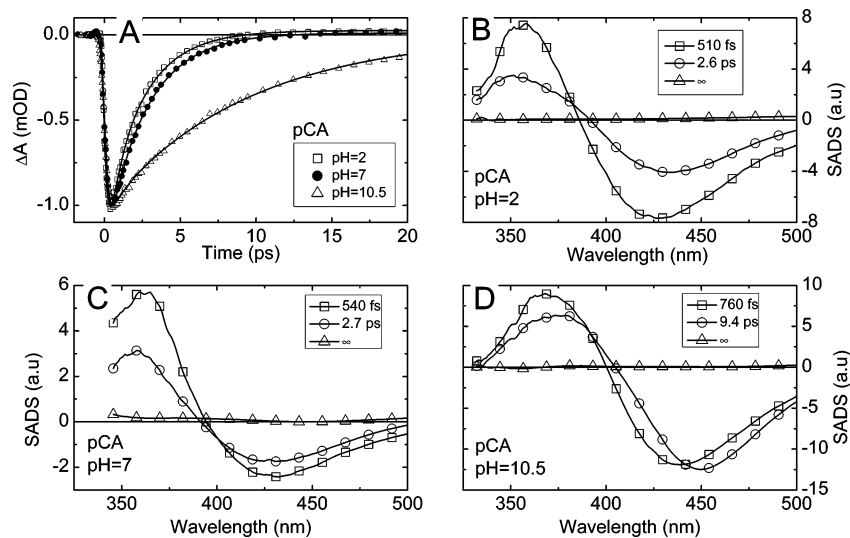 A
0.0
-0.5
-1.0
ΔA (mOD)
pCA
pH=2
pH=7
pH=10.5
0 5 10 15 20
Time (ps)
B
510 fs
2.6 ps
∞
8
4
0
-4
-8
SADS (a.u)
pCA
pH=2
350 400 450 500
Wavelength (nm)
C
6
4
2
0
-2
SADS (a.u)
540 fs
2.7 ps
∞
pCA
pH=7
350 400 450 500
Wavelength (nm)
D
760 fs
9.4 ps
∞
10
5
0
-5
-10
-15
SADS (a.u)
pCA
pH=10.5
350 400 450 500
Wavelength (nm)